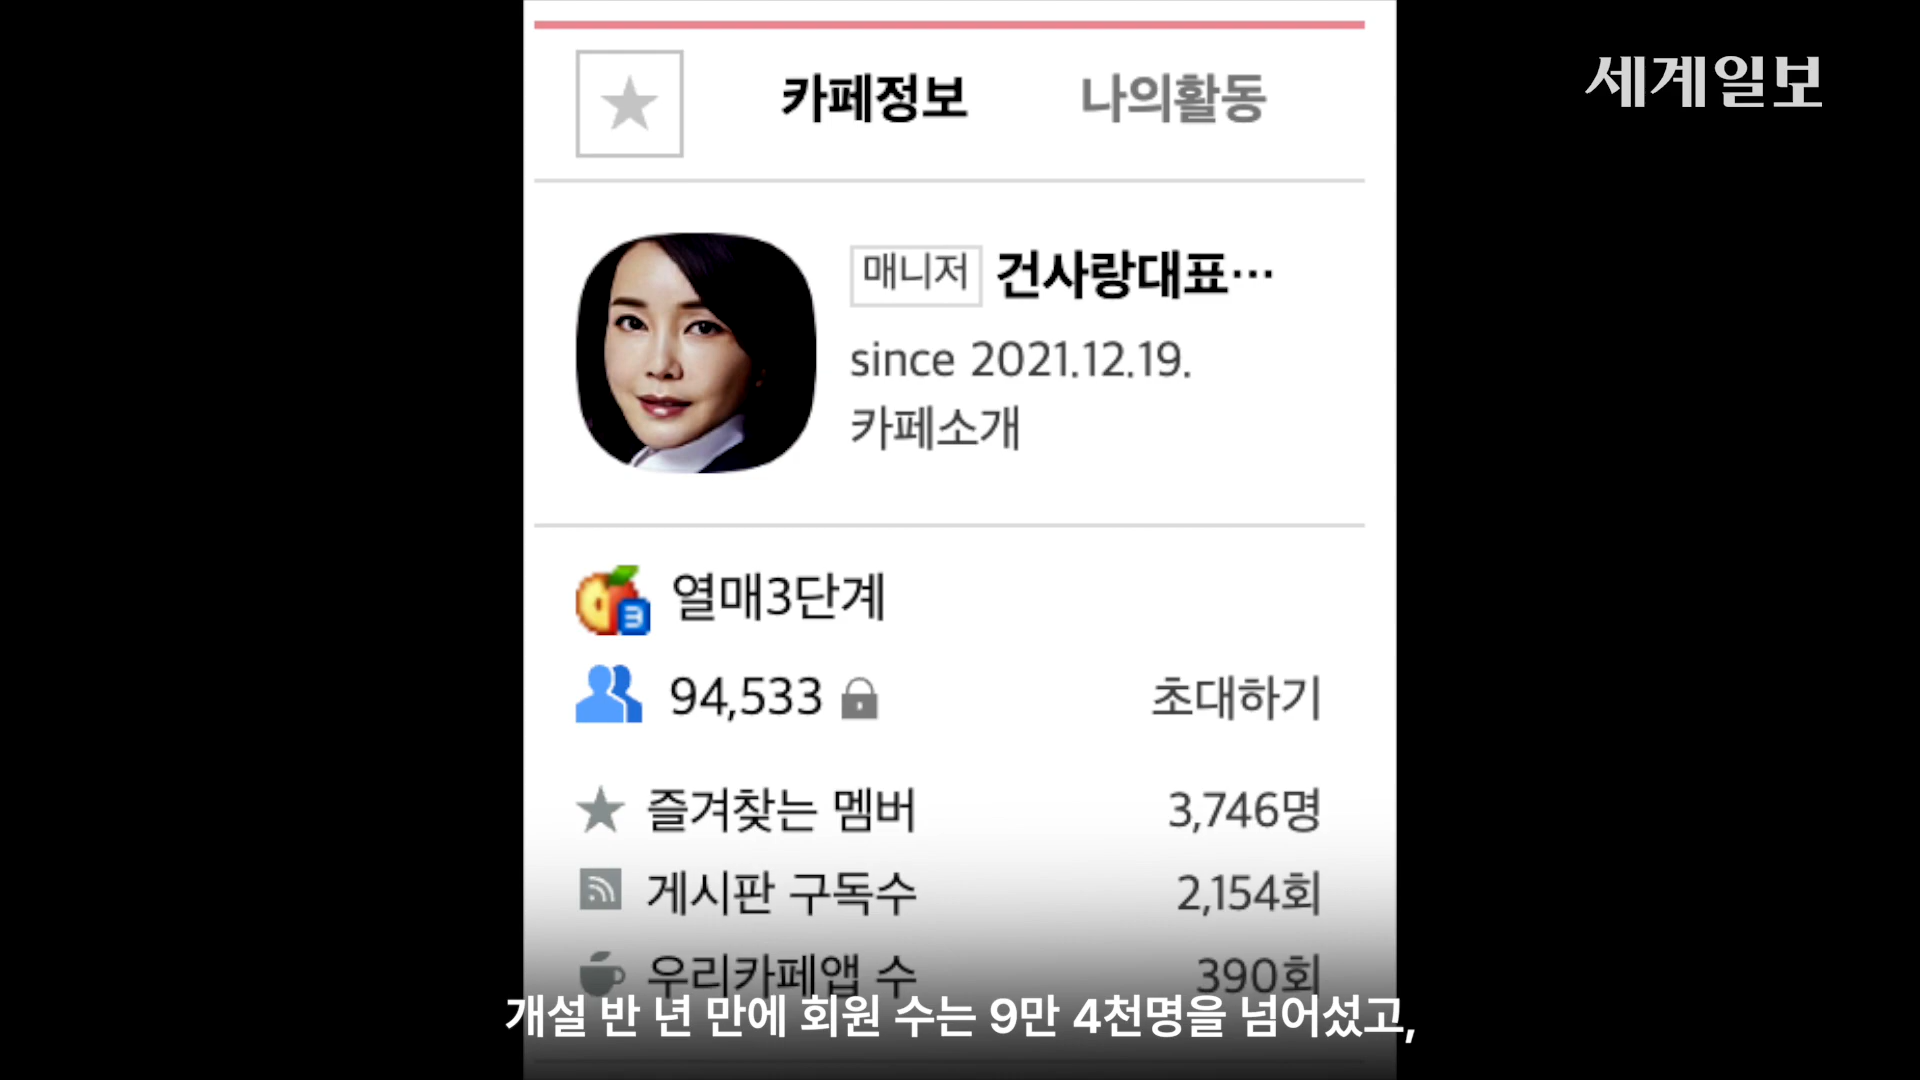 세계일보
카페정보 나의활동
매니저 건사랑대표…
since 2021.12.19.
카페소개
3 열매3단계
94,533 초대하기
즐겨찾는 멤버 3,746명
게시판 구독수 2,154회
우리카페앱 수 390회
개설 반 년 만에 회원 수는 9만 4천명을 넘어섰고,